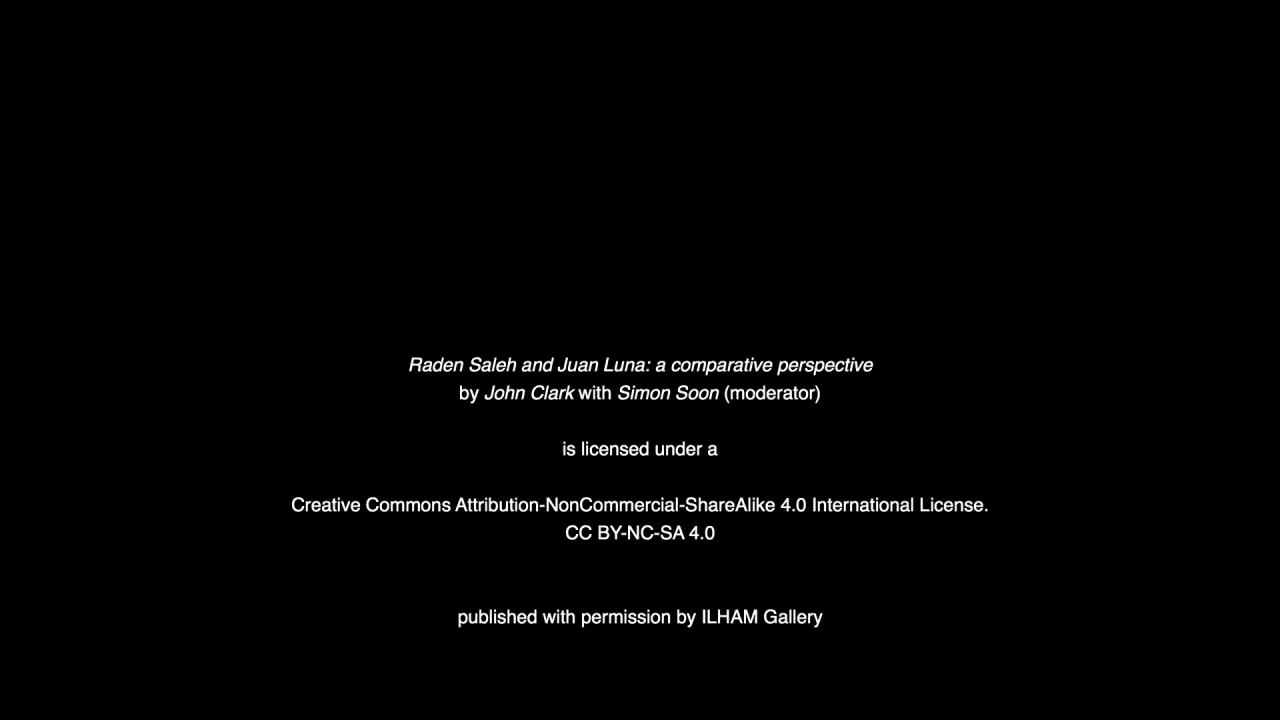 Raden Saleh and Juan Luna: a comparative perspective
by John Clark with Simon Soon (moderator)
is licensed under a
Creative Commons Attribution-NonCommercial-ShareAlike 4.0 International License.
CC BY-NC-SA 4.0
published with permission by ILHAM Gallery